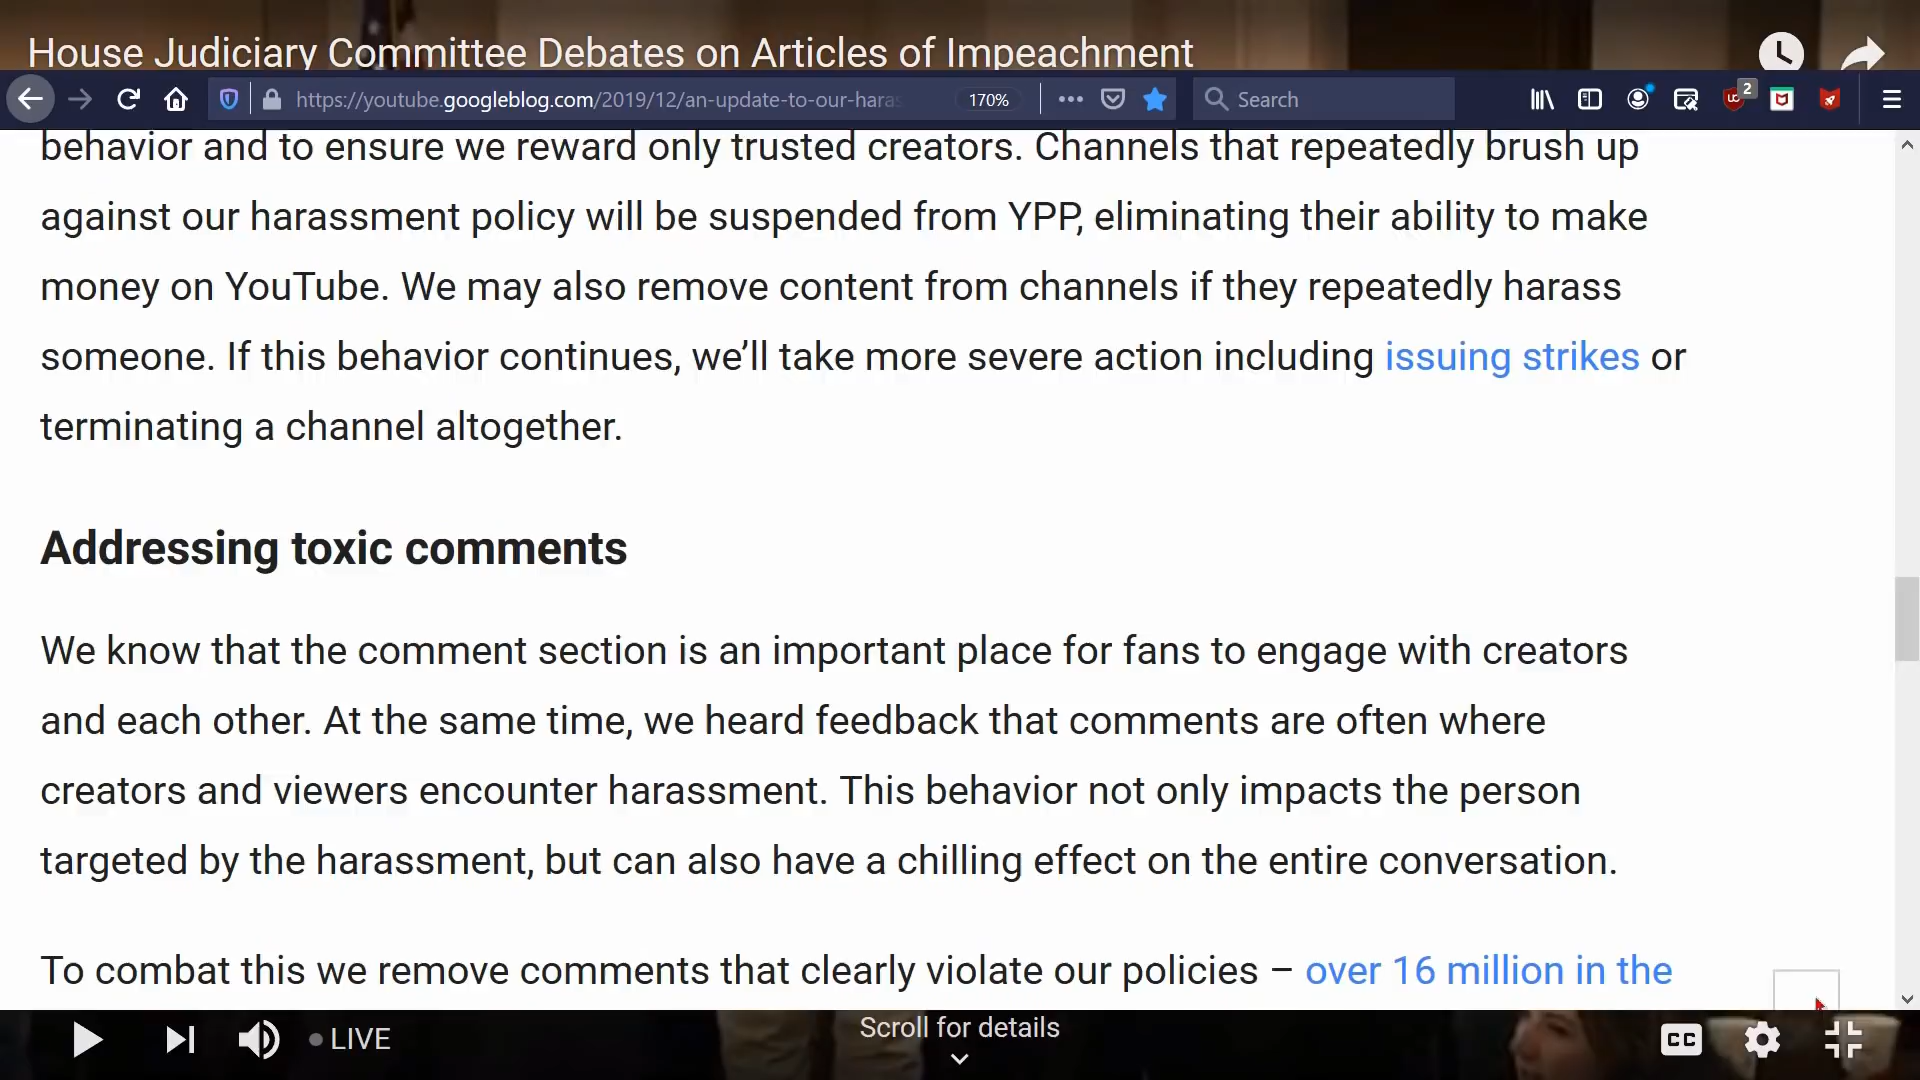 House Judiciary Committee Debates on Articles of Impeachment
https://youtube.googleblog.com/2019/12/an-update-to-our-haras
170%
Search
2
behavior and to ensure we reward only trusted creators. Channels that repeatedly brush up
against our harassment policy will be suspended from YPP, eliminating their ability to make
money on YouTube. We may also remove content from channels if they repeatedly harass
someone. If this behavior continues, we’ll take more severe action including issuing strikes or
terminating a channel altogether.
Addressing toxic comments
We know that the comment section is an important place for fans to engage with creators
and each other. At the same time, we heard feedback that comments are often where
creators and viewers encounter harassment. This behavior not only impacts the person
targeted by the harassment, but can also have a chilling effect on the entire conversation.
To combat this we remove comments that clearly violate our policies – over 16 million in the
LIVE
Scroll for details
CC